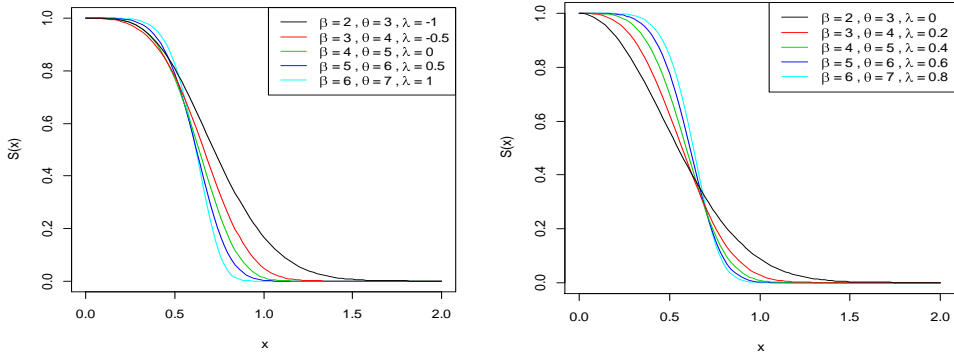 β = 2 , θ = 3 , λ = -1
β = 3 , θ = 4 , λ = -0.5
β = 4 , θ = 5 , λ = 0
β = 5 , θ = 6 , λ = 0.5
β = 6 , θ = 7 , λ = 1
S(x)
0.0 0.2 0.4 0.6 0.8 1.0
0.0 0.5 1.0 1.5 2.0
x
β = 2 , θ = 3 , λ = 0
β = 3 , θ = 4 , λ = 0.2
β = 4 , θ = 5 , λ = 0.4
β = 5 , θ = 6 , λ = 0.6
β = 6 , θ = 7 , λ = 0.8
S(x)
0.0 0.2 0.4 0.6 0.8 1.0
0.0 0.5 1.0 1.5 2.0
x